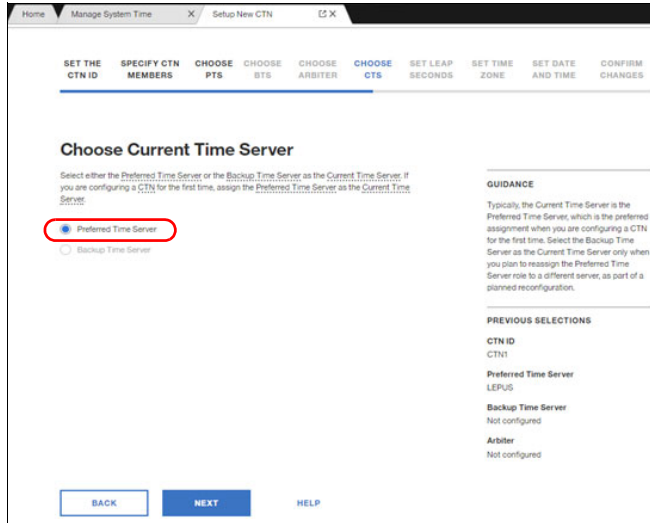 Home
Manage System Time X
Setup New CTN X
SET THE CTN ID
SPECIFY CTN MEMBERS
CHOOSE PTS
CHOOSE BTS
CHOOSE ARBITER
CHOOSE CTS
SET LEAP SECONDS
SET TIME ZONE
SET DATE AND TIME
CONFIRM CHANGES
Choose Current Time Server
Select either the Preferred Time Server or the Backup Time Server as the Current Time Server. If
you are configuring a CTN for the first time, assign the Preferred Time Server as the Current Time
Server.
Preferred Time Server
Backup Time Server
GUIDANCE
Typically, the Current Time Server is the
Preferred Time Server, which is the preferred
assignment when you are configuring a CTN
for the first time. Select the Backup Time
Server as the Current Time Server only when
you plan to reassign the Preferred Time
Server role to a different server, as part of a
planned reconfiguration.
PREVIOUS SELECTIONS
CTN ID
CTN1
Preferred Time Server
LEPUS
Backup Time Server
Not configured
Arbiter
Not configured
BACK
NEXT
HELP